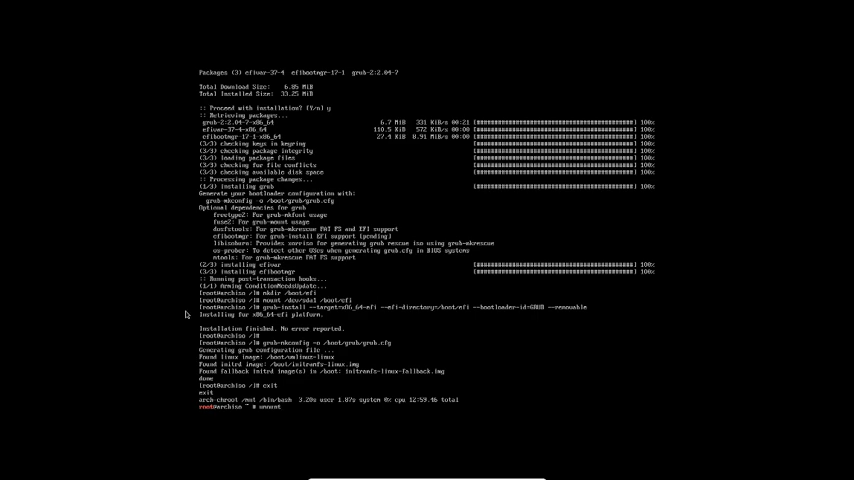 Packages (3) efivar-37-4 efibootmgr-17-1 grub-2:2.04-7
Total Download Size: 6.85 MiB
Total Installed Size: 33.25 MiB
:: Proceed with installation? [Y/n] y
:: Retrieving packages...
grub-2:2.04-7-x86_64 6.7 MiB 331 KiB/s 00:21 [####################] 100%
efivar-37-4-x86_64 110.5 KiB 572 KiB/s 00:00 [####################] 100%
efibootmgr-17-1-x86_64 27.4 KiB 8.91 MiB/s 00:00 [####################] 100%
(3/3) checking keys in keyring [####################] 100%
(3/3) checking package integrity [####################] 100%
(3/3) loading package files [####################] 100%
(3/3) checking for file conflicts [####################] 100%
(3/3) checking available disk space [####################] 100%
:: Processing package changes...
(1/3) installing grub [####################] 100%
Generate your bootloader configuration with:
grub-mkconfig -o /boot/grub/grub.cfg
Optional dependencies for grub
freetype2: For grub-mkfont usage
fuse2: For grub-mount usage
dosfstools: For grub-mkrescue FAT FS and EFI support
efibootmgr: For grub-install EFI support [pending]
libisoburn: Provides xorriso for generating grub rescue iso using grub-mkrescue
os-prober: To detect other OSes when generating grub.cfg in BIOS systems
mtools: For grub-mkrescue FAT FS support
(2/3) installing efivar [####################] 100%
(3/3) installing efibootmgr [####################] 100%
:: Running post-transaction hooks...
(1/1) Arming ConditionNeedsUpdate...
[root@archiso /]# mkdir /boot/efi
[root@archiso /]# mount /dev/sda1 /boot/efi
[root@archiso /]# grub-install --target=x86_64-efi --efi-directory=/boot/efi --bootloader-id=GRUB --removable
Installing for x86_64-efi platform.
Installation finished. No error reported.
[root@archiso /]#
[root@archiso /]# grub-mkconfig -o /boot/grub/grub.cfg
Generating grub configuration file ...
Found linux image: /boot/vmlinuz-linux
Found initrd image: /boot/initramfs-linux.img
Found fallback initrd image(s) in /boot: initramfs-linux-fallback.img
done
[root@archiso /]# exit
exit
arch-chroot /mnt /bin/bash 3.20s user 1.87s system 0% cpu 12:59.46 total
root@archiso ~ # umount